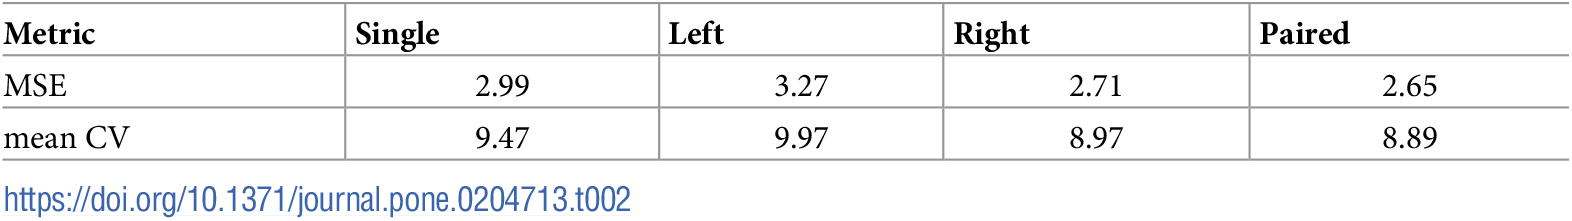 Metric Single Left Right Paired
MSE 2.99 3.27 2.71 2.65
mean CV 9.47 9.97 8.97 8.89
https://doi.org/10.1371/journal.pone.0204713.t002